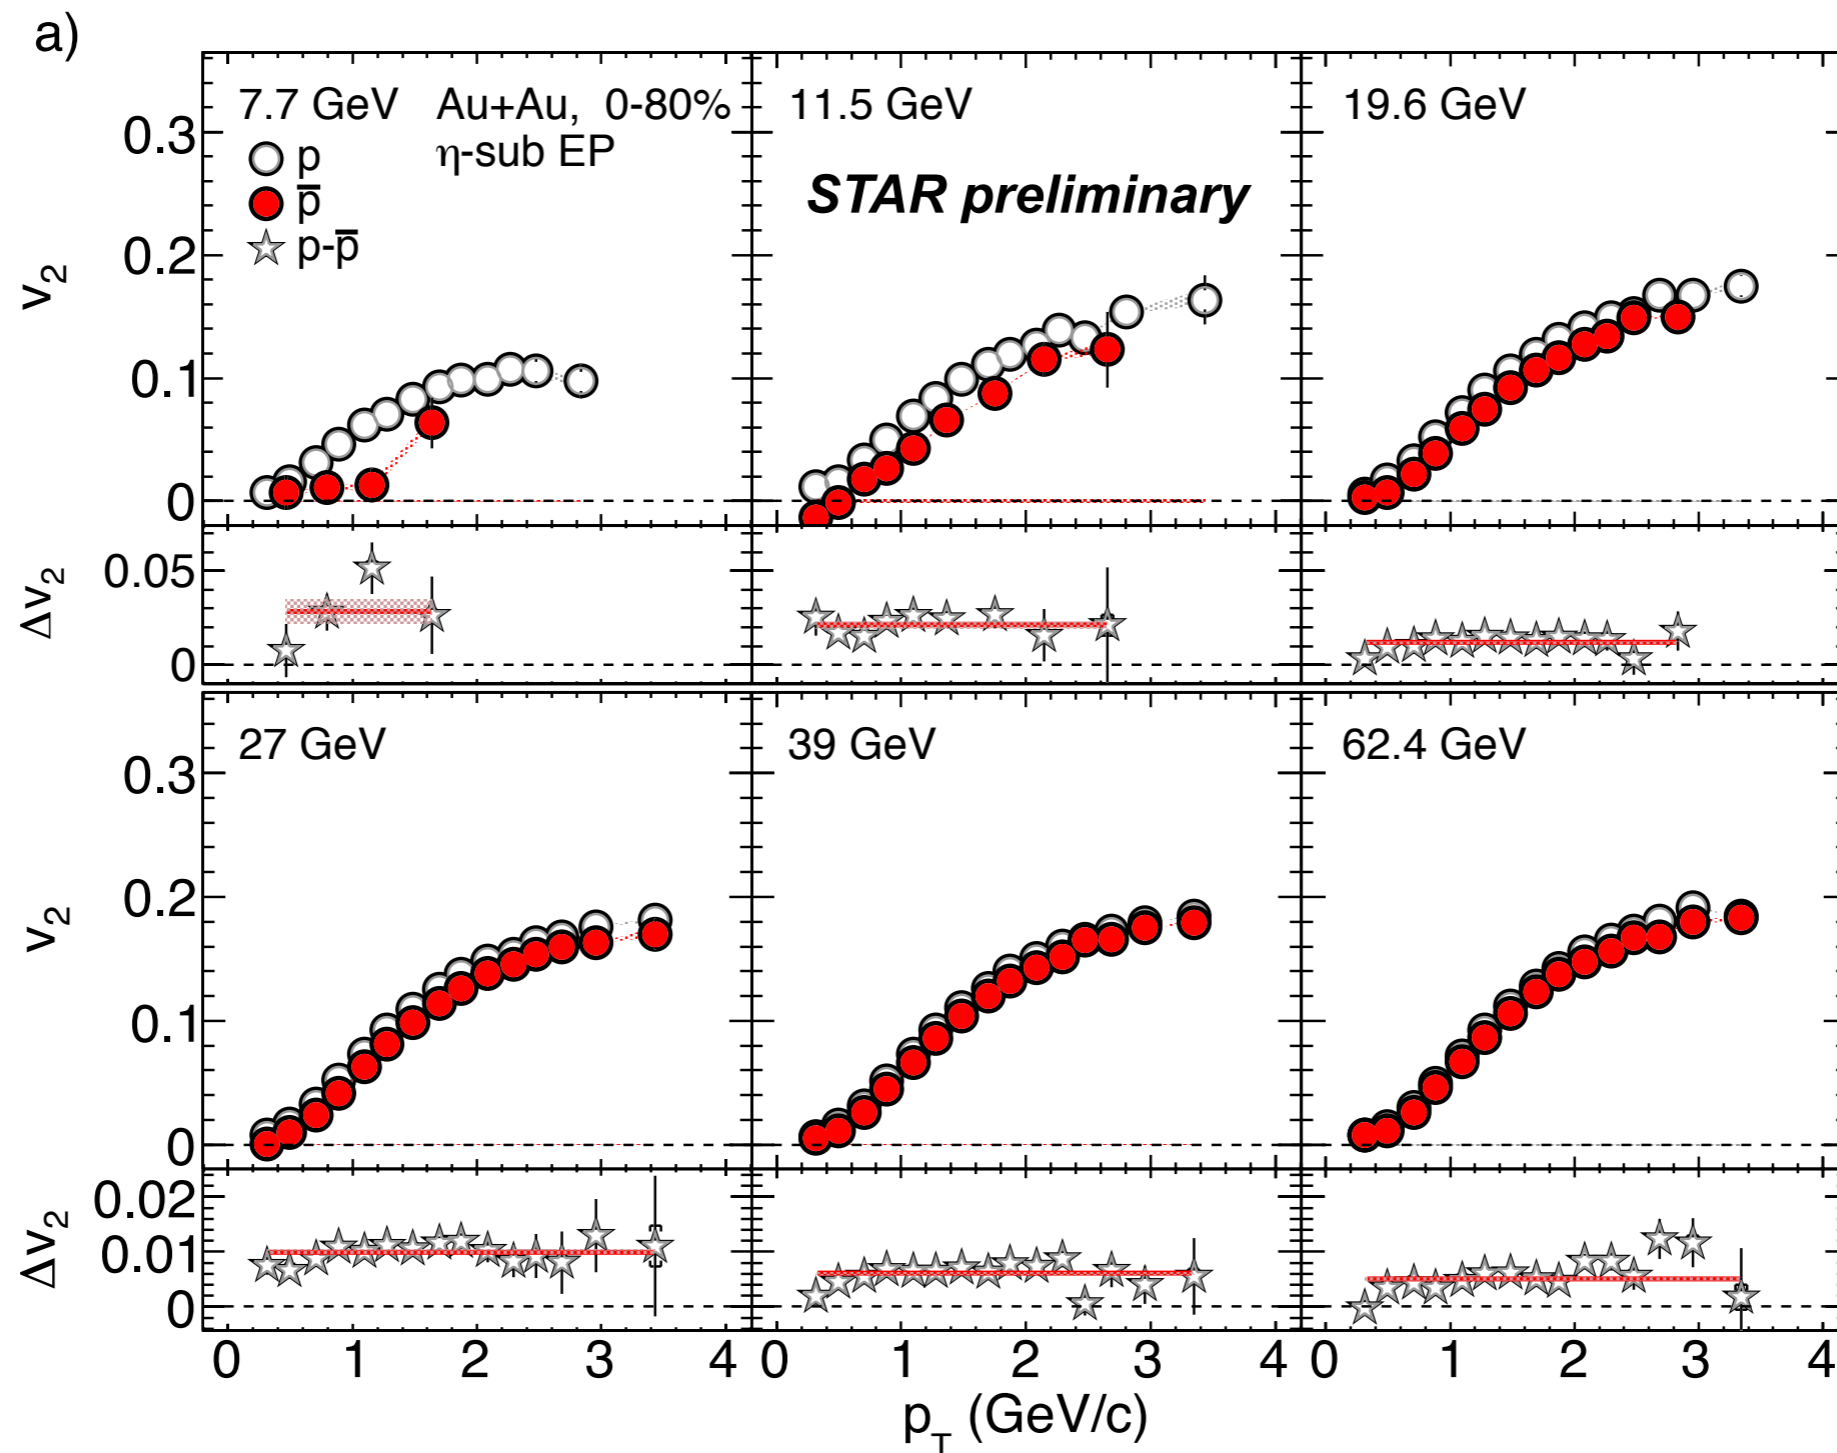 a)
7.7 GeV Au+Au, 0-80%
η-sub EP
p
p̄
p-p̄
11.5 GeV
STAR preliminary
19.6 GeV
v₂
0.3
0.2
0.1
0
Δv₂
0.05
0
27 GeV
39 GeV
62.4 GeV
v₂
0.3
0.2
0.1
0
Δv₂
0.02
0.01
0
0 1 2 3 4 0 1 2 3 4 0 1 2 3 4
p_T (GeV/c)